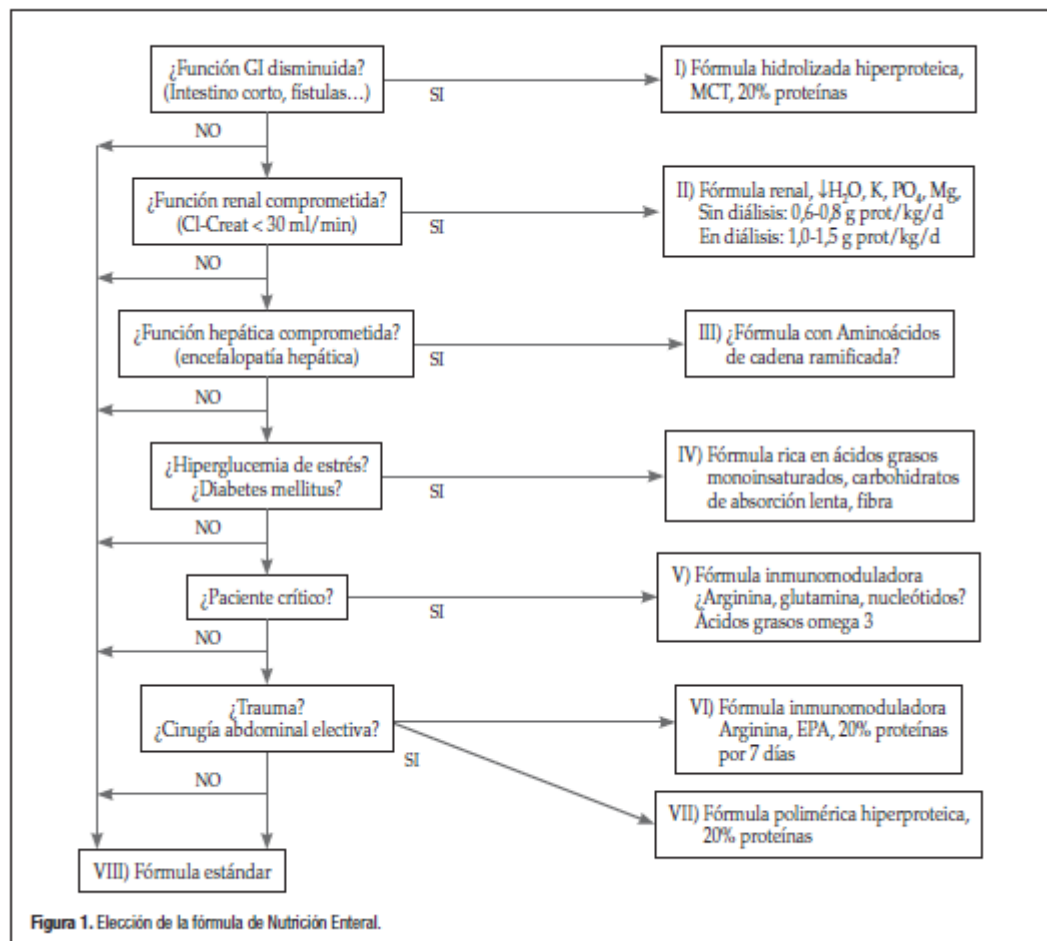 ¿Función GI disminuida?
(Intestino corto, fístulas...)
SI
I) Fórmula hidrolizada hiperproteica,
MCT, 20% proteínas
NO
¿Función renal comprometida?
(Cl-Creat < 30 ml/min)
SI
II) Fórmula renal, ↓H₂O, K, PO₄, Mg,
Sin diálisis: 0,6-0,8 g prot/kg/d
En diálisis: 1,0-1,5 g prot/kg/d
NO
¿Función hepática comprometida?
(encefalopatía hepática)
SI
III) ¿Fórmula con Aminoácidos
de cadena ramificada?
NO
¿Hiperglucemia de estrés?
¿Diabetes mellitus?
SI
IV) Fórmula rica en ácidos grasos
monoinsaturados, carbohidratos
de absorción lenta, fibra
NO
¿Paciente crítico?
SI
V) Fórmula inmunomoduladora
¿Arginina, glutamina, nucleótidos?
Ácidos grasos omega 3
NO
¿Trauma?
¿Cirugía abdominal electiva?
SI
VI) Fórmula inmunomoduladora
Arginina, EPA, 20% proteínas
por 7 días
VII) Fórmula polimérica hiperproteica,
20% proteínas
NO
VIII) Fórmula estándar
Figura 1. Elección de la fórmula de Nutrición Enteral.